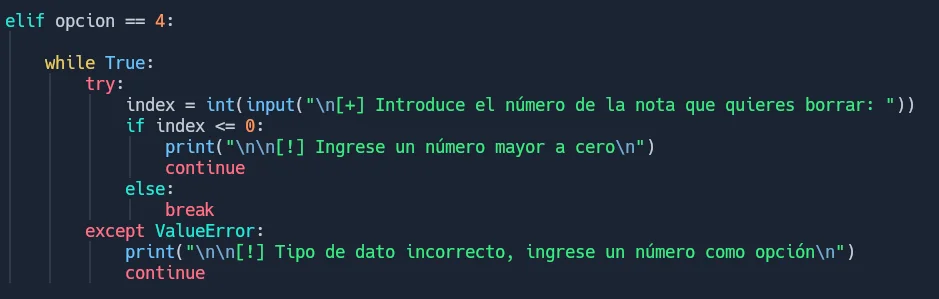 elif opcion == 4:
while True:
try:
index = int(input("\n[+] Introduce el número de la nota que quieres borrar: "))
if index <= 0:
print("\n\n[!] Ingrese un número mayor a cero\n")
continue
else:
break
except ValueError:
print("\n\n[!] Tipo de dato incorrecto, ingrese un número como opción\n")
continue